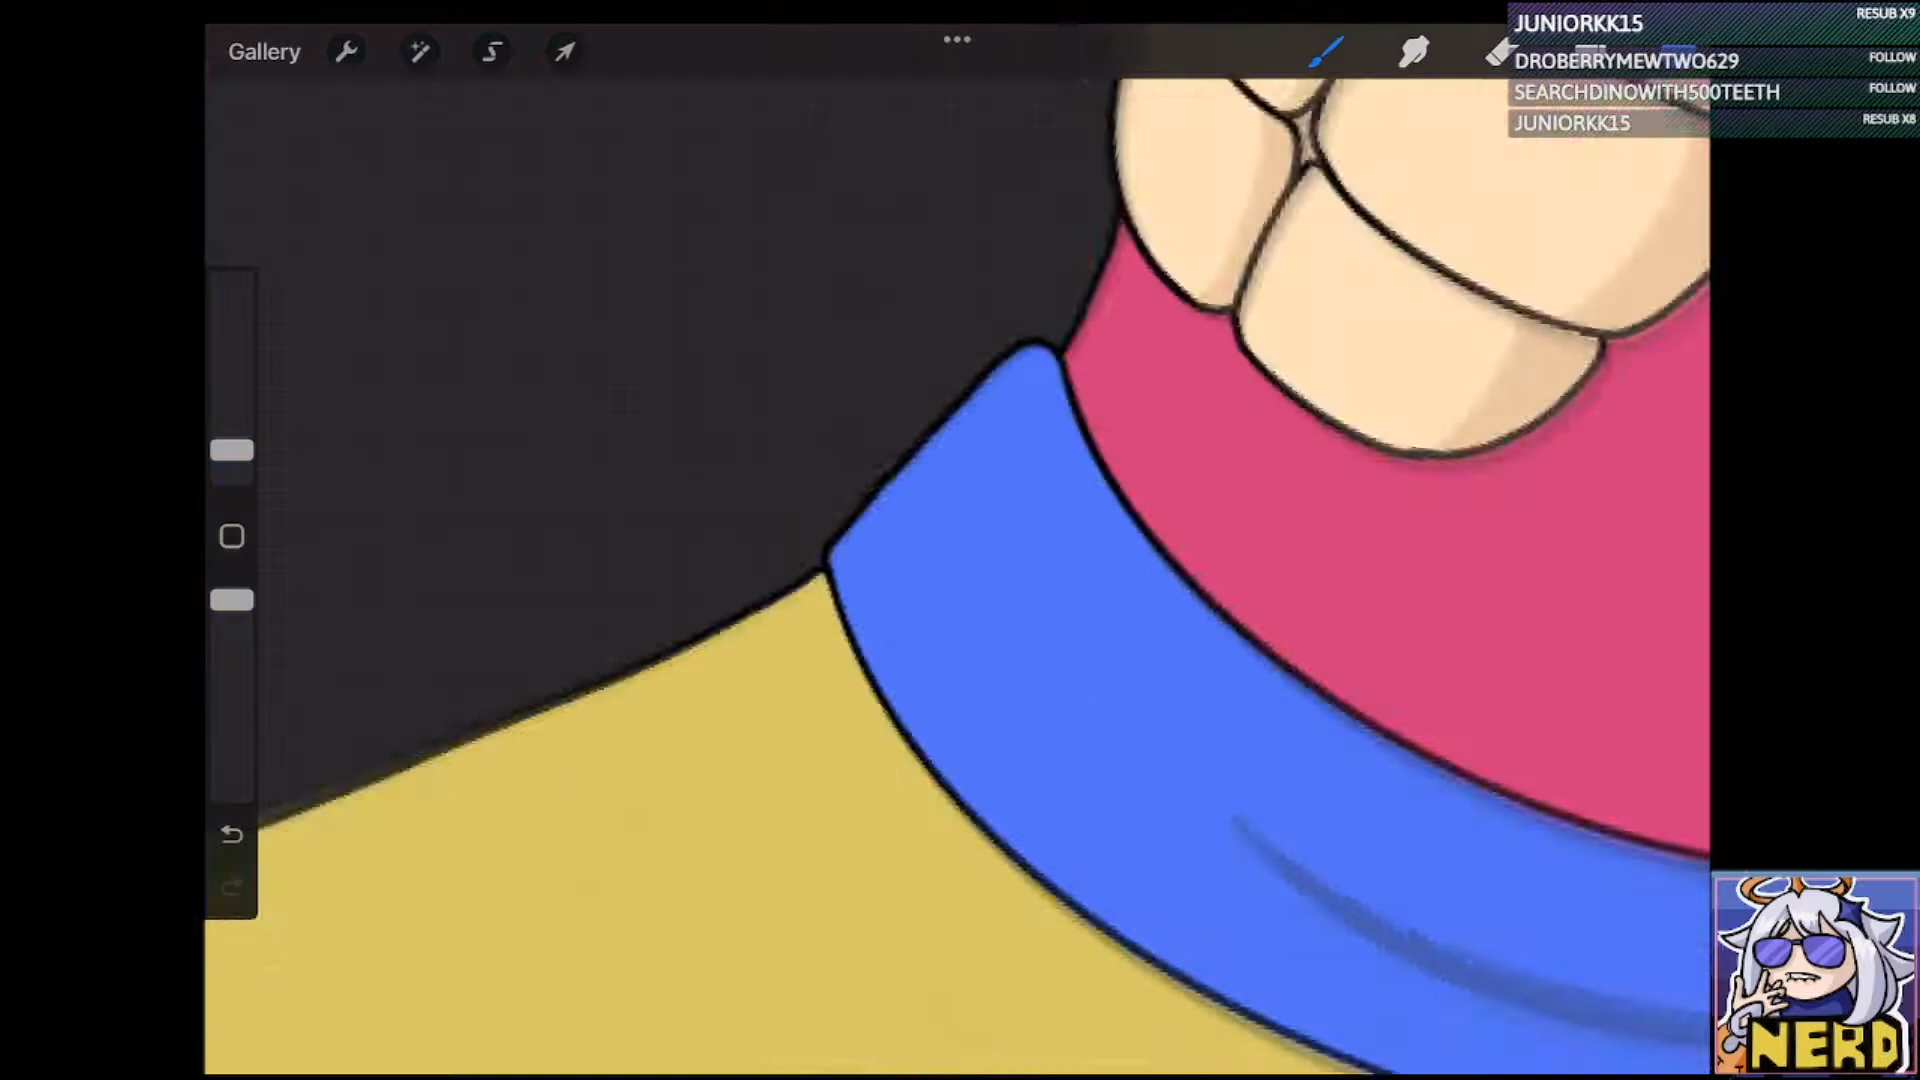 Gallery
JUNIORKK15 RESUB X9
DROBERRYMEWTWO629 FOLLOW
SEARCHDINOWITH500TEETH FOLLOW
JUNIORKK15 RESUB X8
NERD